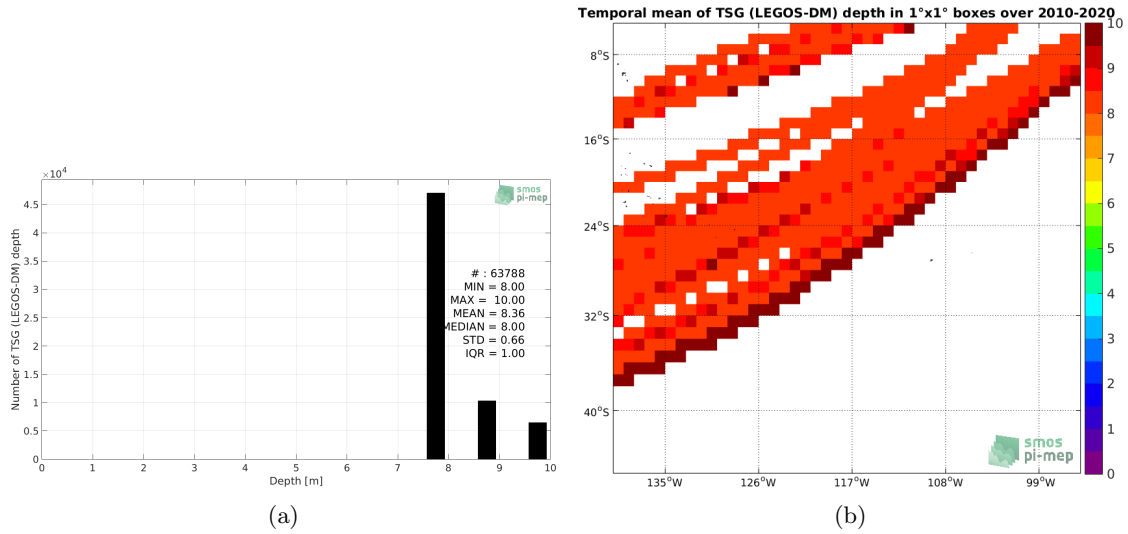 Temporal mean of TSG (LEGOS-DM) depth in 1°x1° boxes over 2010-2020
×10^4
4.5
4
3.5
3
2.5
2
1.5
1
0.5
0
Number of TSG (LEGOS-DM) depth
smos
pi-mep
# : 63788
MIN = 8.00
MAX = 10.00
MEAN = 8.36
MEDIAN = 8.00
STD = 0.66
IQR = 1.00
0 1 2 3 4 5 6 7 8 9 10
Depth [m]
(a)
8°S
16°S
24°S
32°S
40°S
135°W 126°W 117°W 108°W 99°W
smos
pi-mep
10
9
8
7
6
5
4
3
2
1
0
(b)